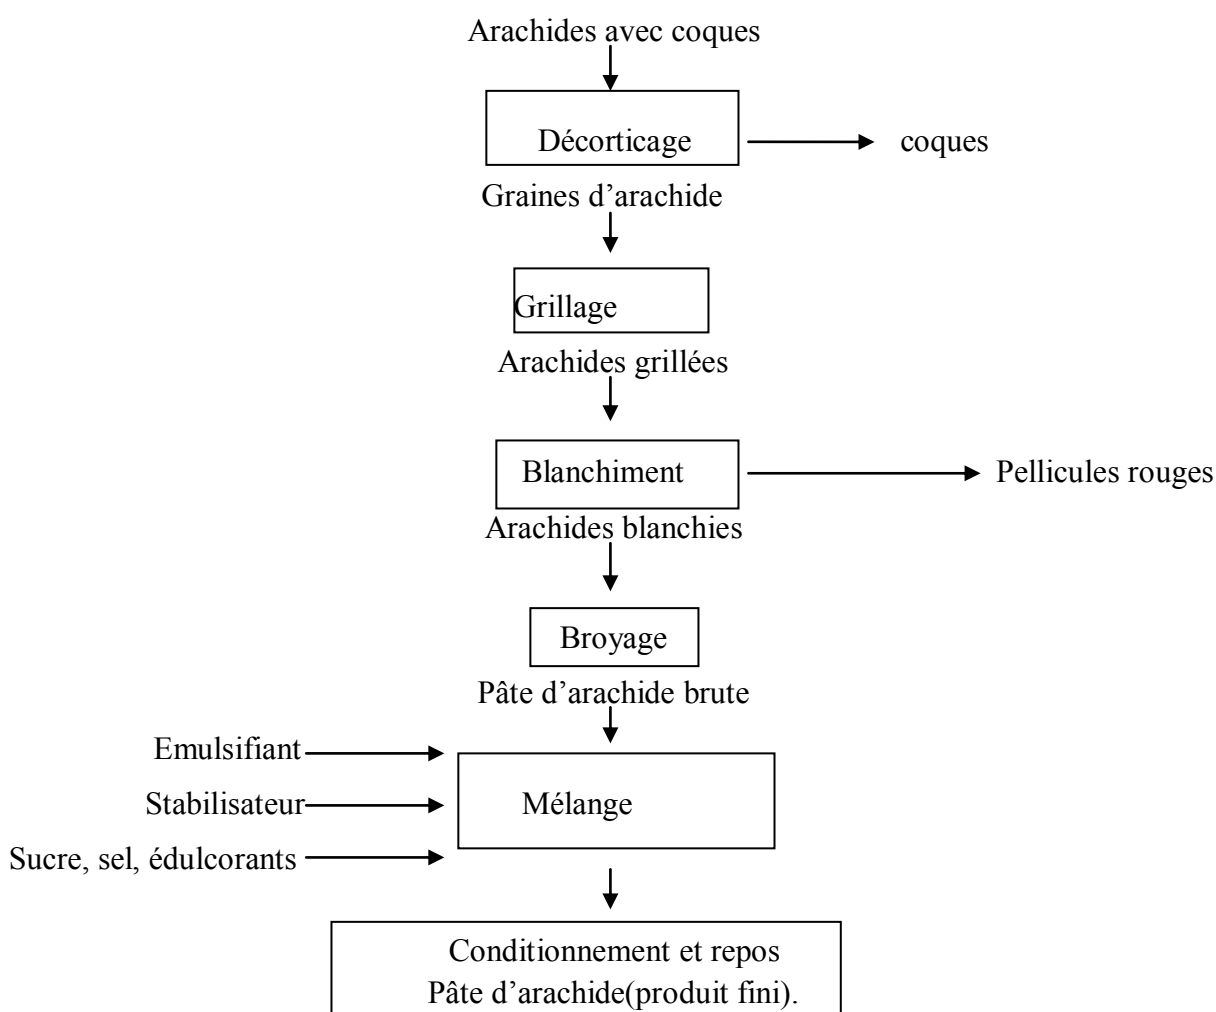 Arachides avec coques
Décorticage
coques
Graines d’arachide
Grillage
Arachides grillées
Blanchiment
Pellicules rouges
Arachides blanchies
Broyage
Pâte d’arachide brute
Emulsifiant
Stabilisateur
Mélange
Sucre, sel, édulcorants
Conditionnement et repos
Pâte d’arachide(produit fini).